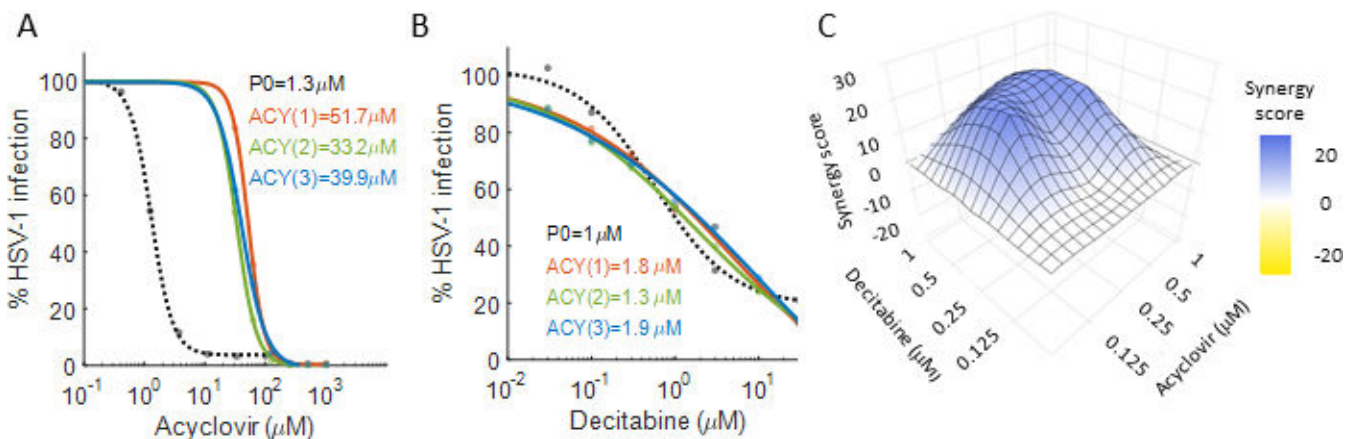 A
% HSV-1 infection
100
80
60
40
20
0
P0=1.3μM
ACY(1)=51.7μM
ACY(2)=33.2μM
ACY(3)=39.9μM
10⁻¹
10⁰
10¹
10²
10³
Acyclovir (μM)
B
% HSV-1 infection
100
80
60
40
20
0
P0=1 μM
ACY(1)=1.8 μM
ACY(2)=1.3 μM
ACY(3)=1.9 μM
10⁻²
10⁻¹
10⁰
10¹
Decitabine (μM)
C
Synergy score
30
20
10
0
-10
-20
1
0.5
0.25
0.125
Decitabine (μM)
1
0.5
0.25
0.125
Acyclovir (μM)
Synergy
score
20
0
-20